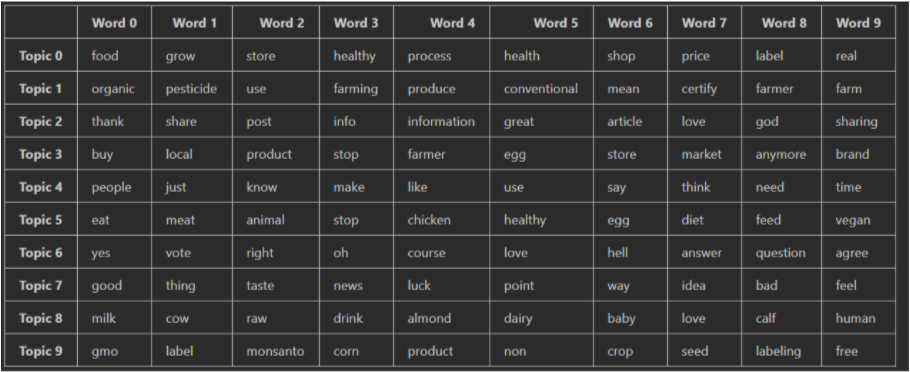 Word 0 Word 1 Word 2 Word 3 Word 4 Word 5 Word 6 Word 7 Word 8 Word 9
Topic 0 food grow store healthy process health shop price label real
Topic 1 organic pesticide use farming produce conventional mean certify farmer farm
Topic 2 thank share post info information great article love god sharing
Topic 3 buy local product stop farmer egg store market anymore brand
Topic 4 people just know make like use say think need time
Topic 5 eat meat animal stop chicken healthy egg diet feed vegan
Topic 6 yes vote right oh course love hell answer question agree
Topic 7 good thing taste news luck point way idea bad feel
Topic 8 milk cow raw drink almond dairy baby love calf human
Topic 9 gmo label monsanto corn product non crop seed labeling free